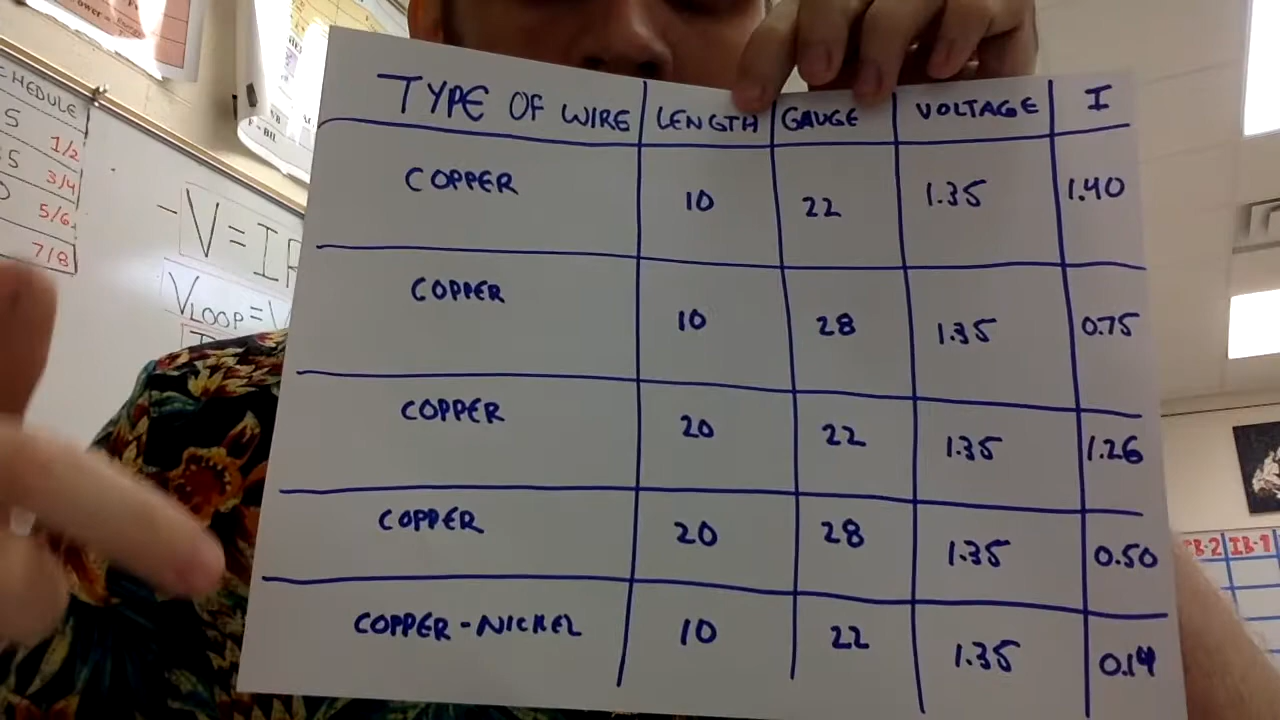 CHEDULE
S 1/2
S 3/4
5/6
7/8
-V = IR
VLOOP =
TYPE OF WIRE LENGTH GAUGE VOLTAGE I
COPPER 10 22 1.35 1.40
COPPER 10 28 1.35 0.75
COPPER 20 22 1.35 1.26
COPPER 20 28 1.35 0.50
COPPER-NICKEL 10 22 1.35 0.14
B-2 IB-1